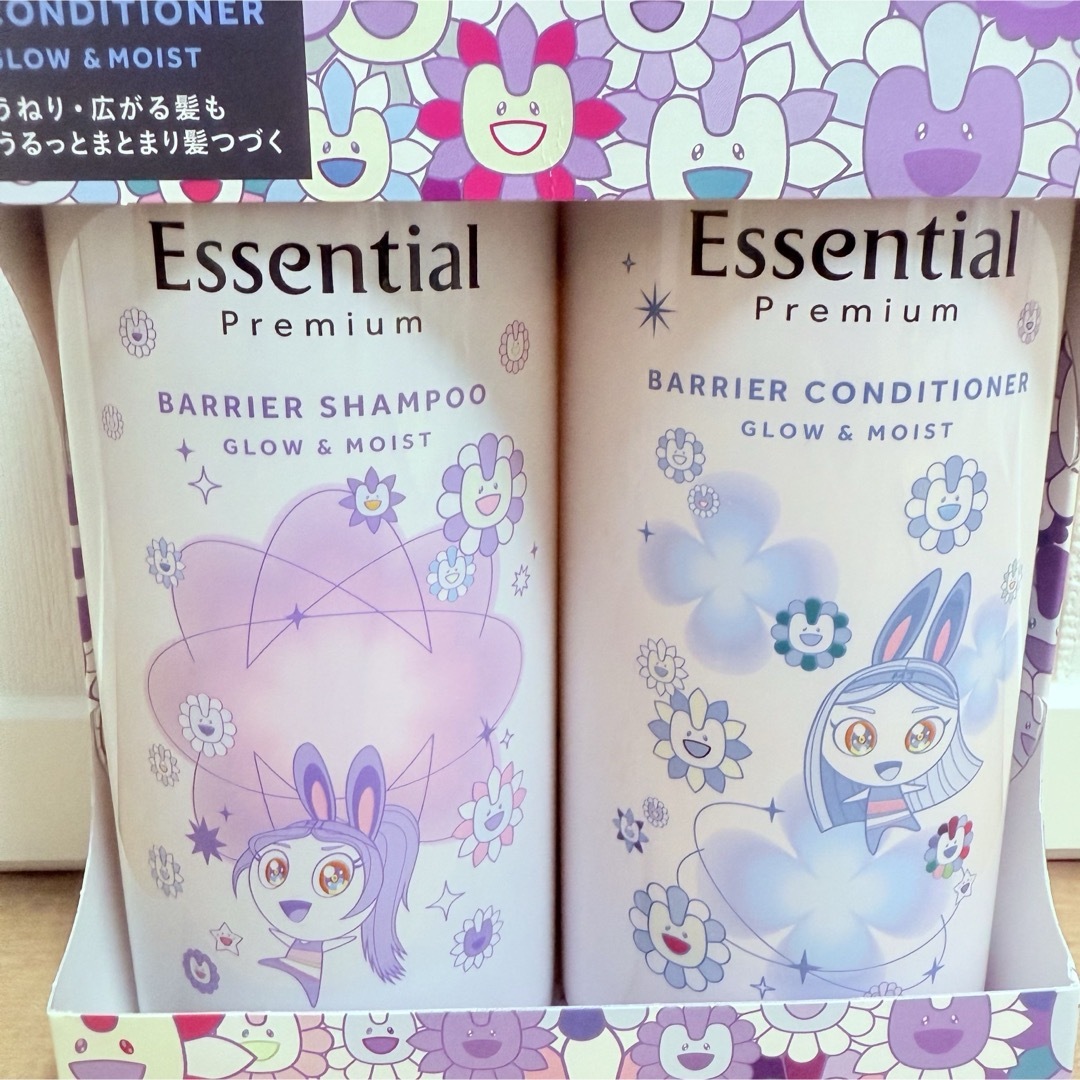 CONDITIONER
GLOW & MOIST
うねり・広がる髪も
うるっとまとまり髪つづく
Essential
Premium
BARRIER SHAMPOO
GLOW & MOIST
Essential
Premium
BARRIER CONDITIONER
GLOW & MOIST